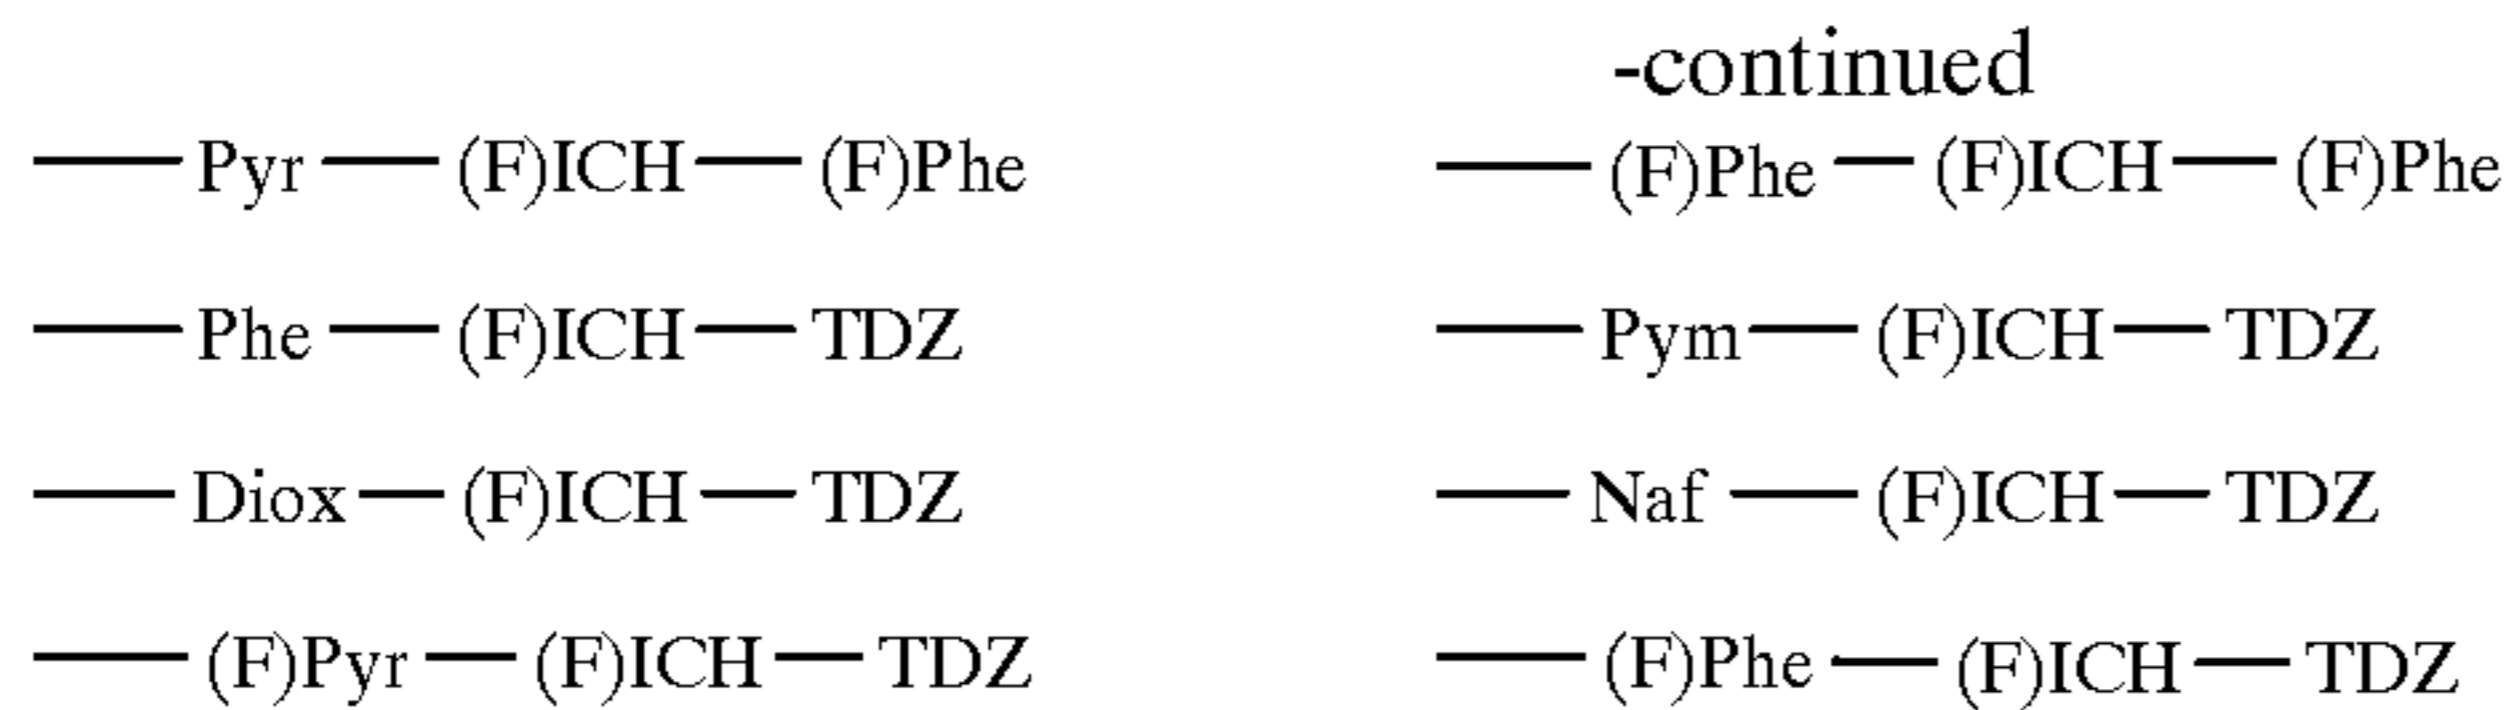 -continued
—Pyr—(F)ICH—(F)Phe
—(F)Phe—(F)ICH—(F)Phe
—Phe—(F)ICH—TDZ
—Pym—(F)ICH—TDZ
—Diox—(F)ICH—TDZ
—Naf—(F)ICH—TDZ
—(F)Pyr—(F)ICH—TDZ
—(F)Phe—(F)ICH—TDZ